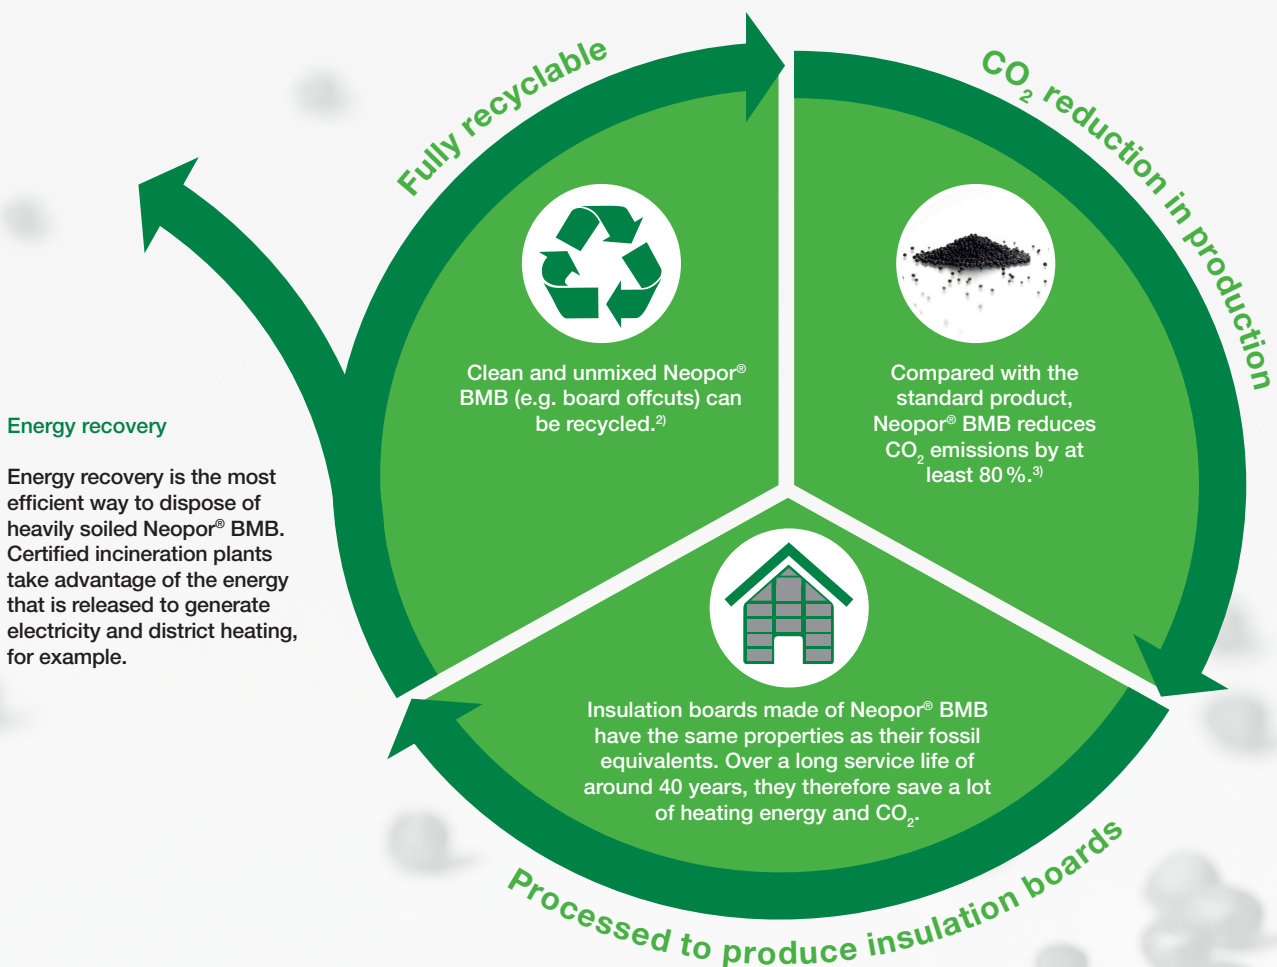 Fully recyclable
CO₂ reduction in production
Clean and unmixed Neopor®
BMB (e.g. board offcuts) can
be recycled.²⁾
Compared with the
standard product,
Neopor® BMB reduces
CO₂ emissions by at
least 80 %.³⁾
Energy recovery
Energy recovery is the most
efficient way to dispose of
heavily soiled Neopor® BMB.
Certified incineration plants
take advantage of the energy
that is released to generate
electricity and district heating,
for example.
Insulation boards made of Neopor® BMB
have the same properties as their fossil
equivalents. Over a long service life of
around 40 years, they therefore save a lot
of heating energy and CO₂.
Processed to produce insulation boards